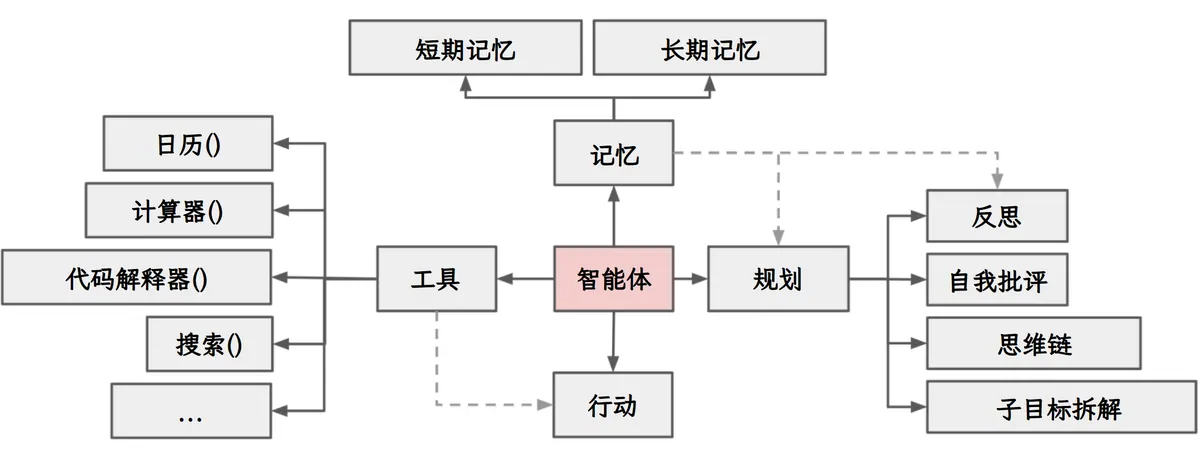 短期记忆
长期记忆
日历()
记忆
计算器()
反思
代码解释器()
工具
智能体
规划
自我批评
搜索()
思维链
...
行动
子目标拆解